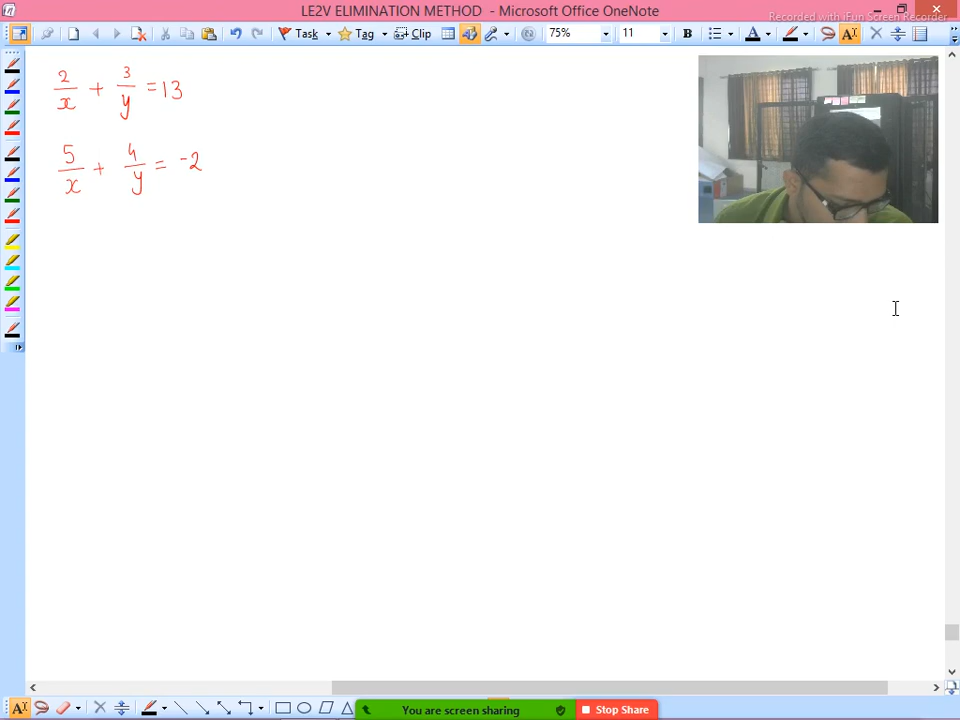 LE2V ELIMINATION METHOD - Microsoft Office OneNote
Recorded with iFun Screen Recorder
Task Tag Clip 75% 11 B A A
2/x + 3/y = 13
5/x + 4/y = -2
A You are screen sharing Stop Share